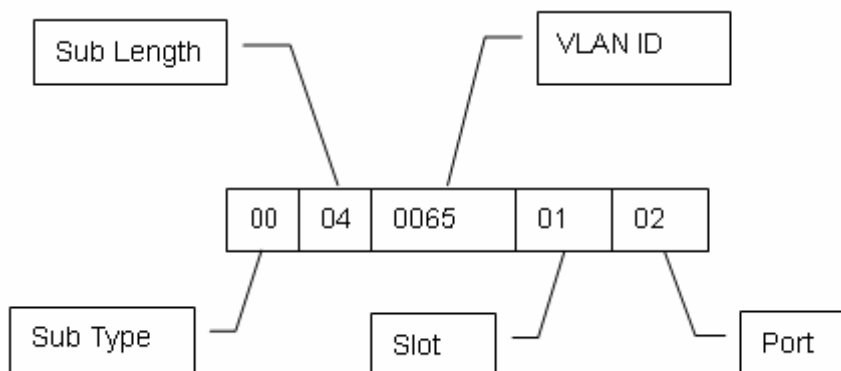 Sub Length
VLAN ID
00 04 0065 01 02
Sub Type
Slot
Port